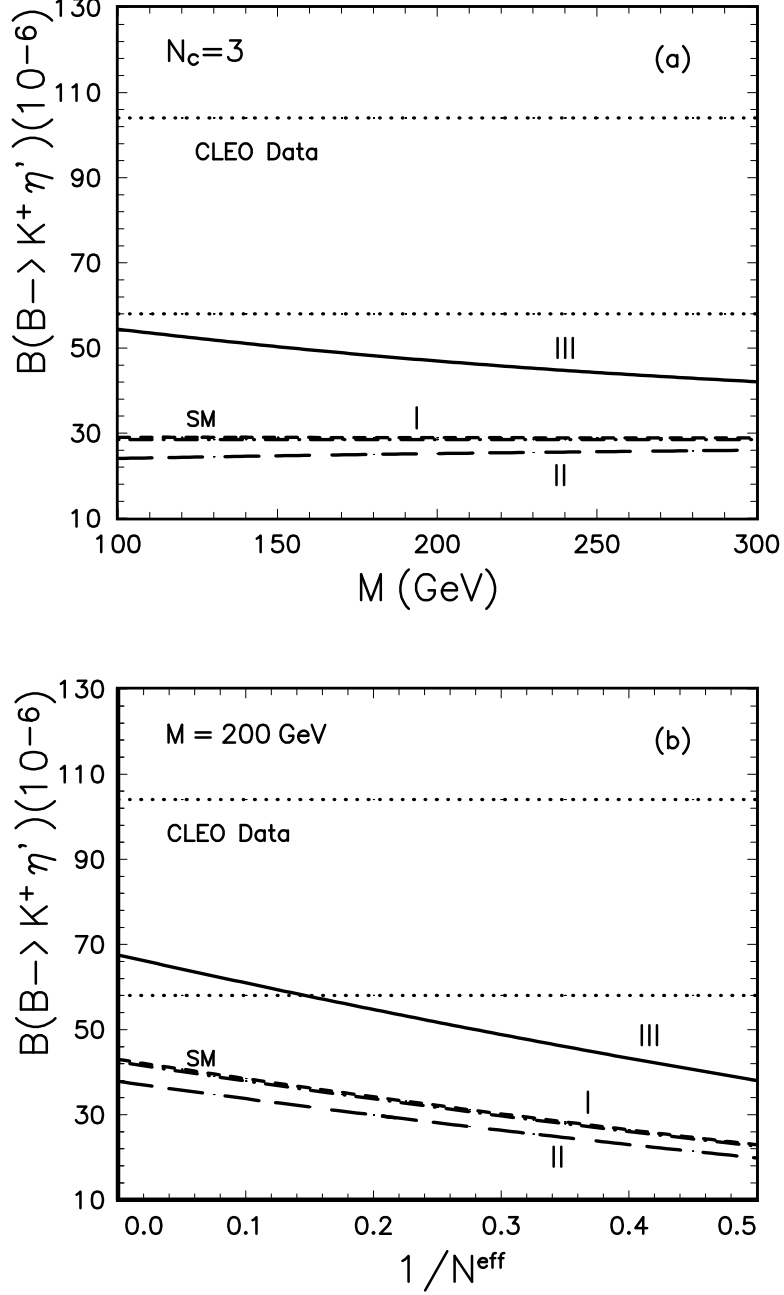 130
N_c=3
(a)
110
CLEO Data
90
70
50
III
SM
I
30
II
10
100 150 200 250 300
M (GeV)
B(B−> K⁺ η’)(10−6)
130
M = 200 GeV
(b)
110
CLEO Data
90
70
50
III
SM
I
30
II
10
0.0 0.1 0.2 0.3 0.4 0.5
1/N^eff
B(B−> K⁺ η’)(10−6)